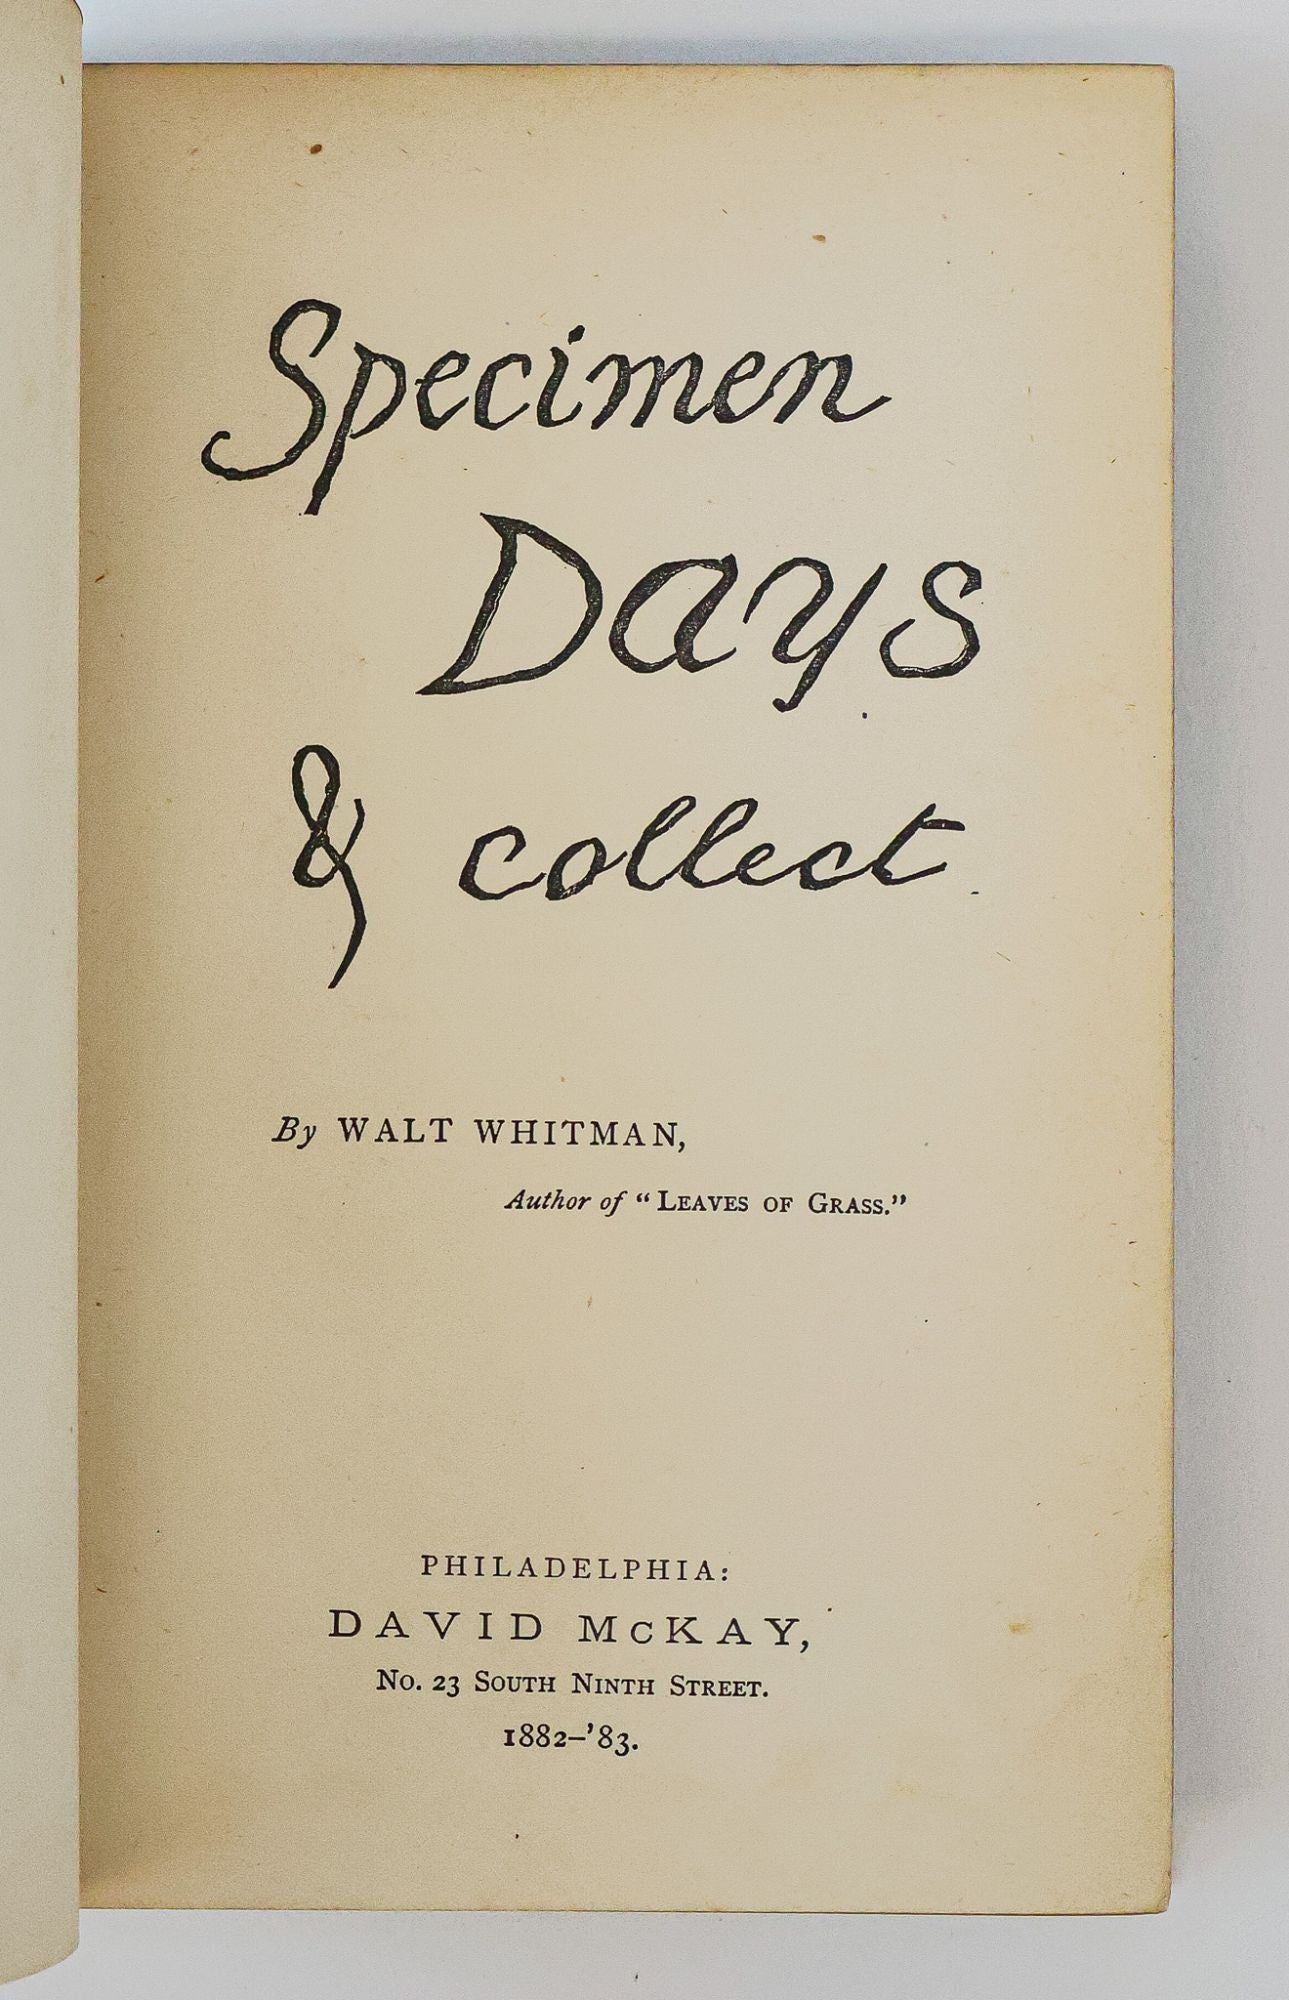 Specimen
Days
& collect
By WALT WHITMAN,
Author of “LEAVES OF GRASS.”
PHILADELPHIA:
DAVID McKAY,
No. 23 SOUTH NINTH STREET.
1882–’83.